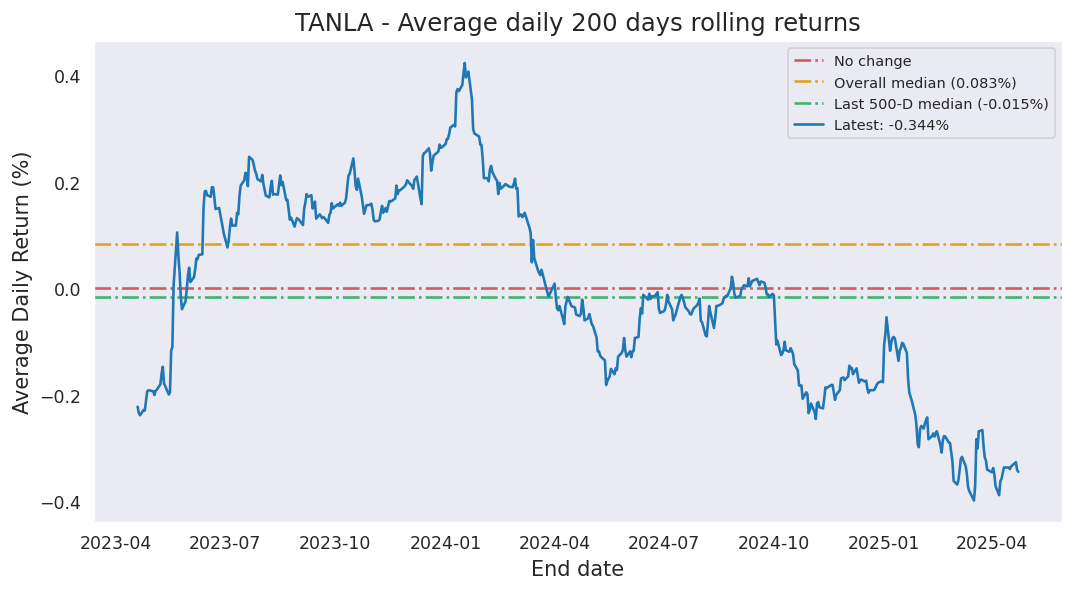 TANLA - Average daily 200 days rolling returns
No change
Overall median (0.083%)
Last 500-D median (-0.015%)
Latest: -0.344%
Average Daily Return (%)
0.4
0.2
0.0
−0.2
−0.4
2023-04 2023-07 2023-10 2024-01 2024-04 2024-07 2024-10 2025-01 2025-04
End date